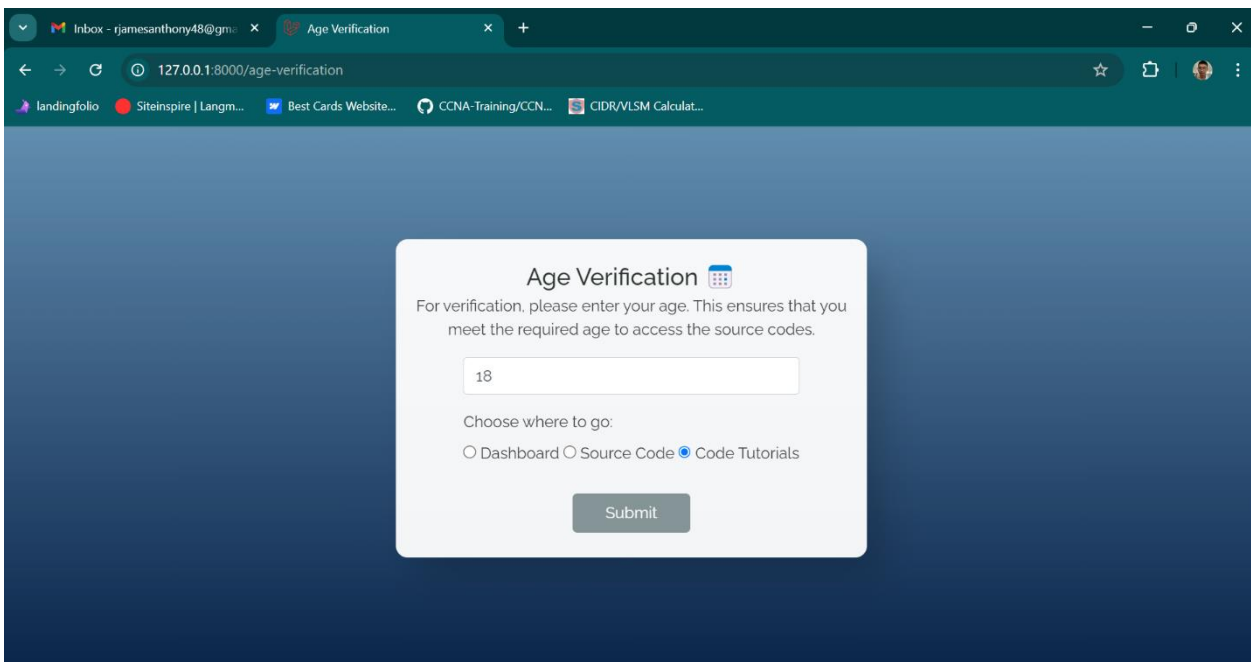 Inbox - rjamesanthony48@gma
Age Verification
127.0.0.1:8000/age-verification
landingfolio
Siteinspire | Langm...
Best Cards Website...
CCNA-Training/CCN...
CIDR/VLSM Calculat...
Age Verification
For verification, please enter your age. This ensures that you
meet the required age to access the source codes.
18
Choose where to go:
Dashboard Source Code Code Tutorials
Submit